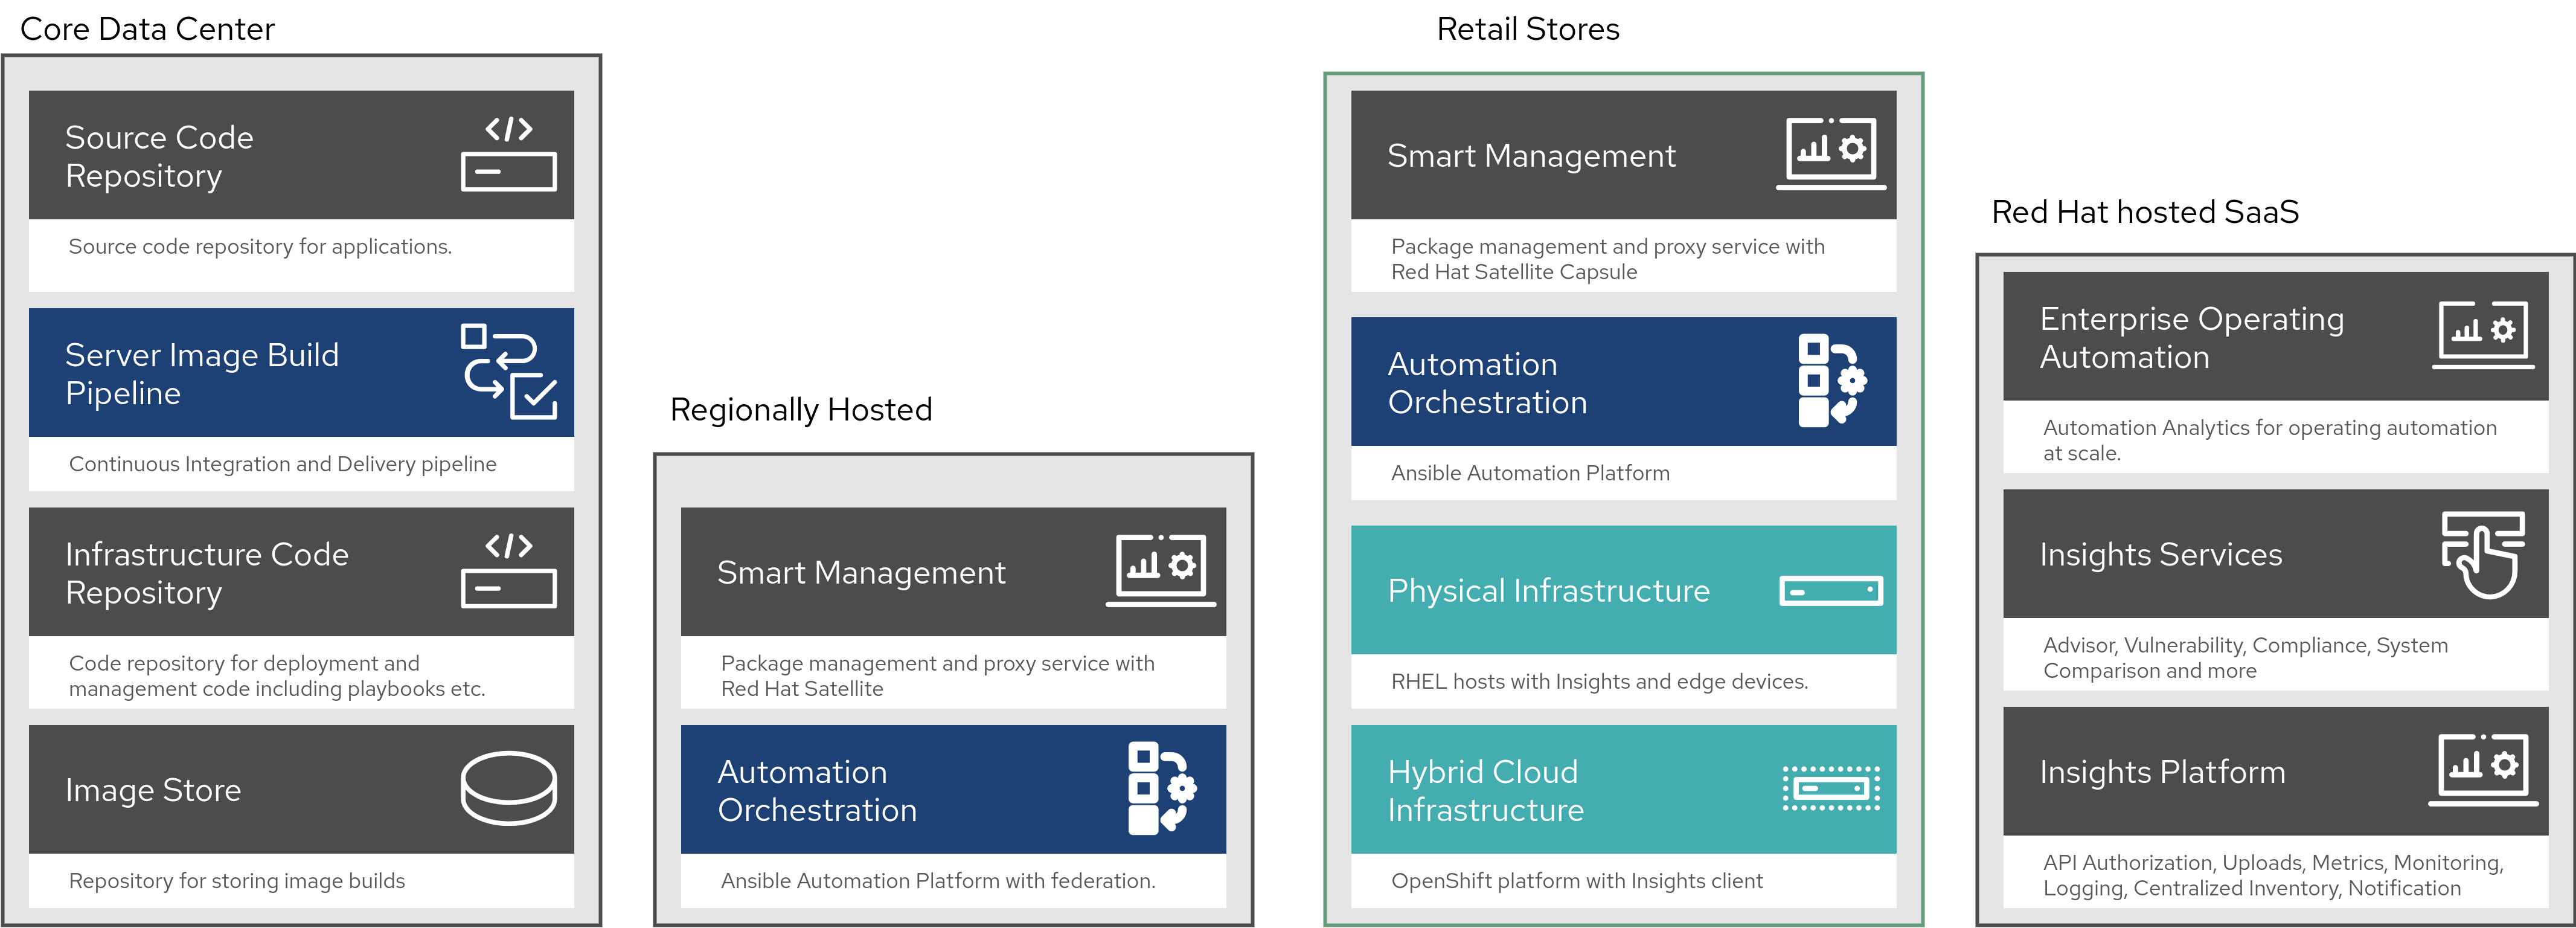 Core Data Center
Source Code
Repository
Source code repository for applications.
Server Image Build
Pipeline
Continuous Integration and Delivery pipeline
Infrastructure Code
Repository
Code repository for deployment and
management code including playbooks etc.
Image Store
Repository for storing image builds
Regionally Hosted
Smart Management
Package management and proxy service with
Red Hat Satellite
Automation
Orchestration
Ansible Automation Platform with federation.
Retail Stores
Smart Management
Package management and proxy service with
Red Hat Satellite Capsule
Automation
Orchestration
Ansible Automation Platform
Physical Infrastructure
RHEL hosts with Insights and edge devices.
Hybrid Cloud
Infrastructure
OpenShift platform with Insights client
Red Hat hosted SaaS
Enterprise Operating
Automation
Automation Analytics for operating automation
at scale.
Insights Services
Advisor, Vulnerability, Compliance, System
Comparison and more
Insights Platform
API Authorization, Uploads, Metrics, Monitoring,
Logging, Centralized Inventory, Notification